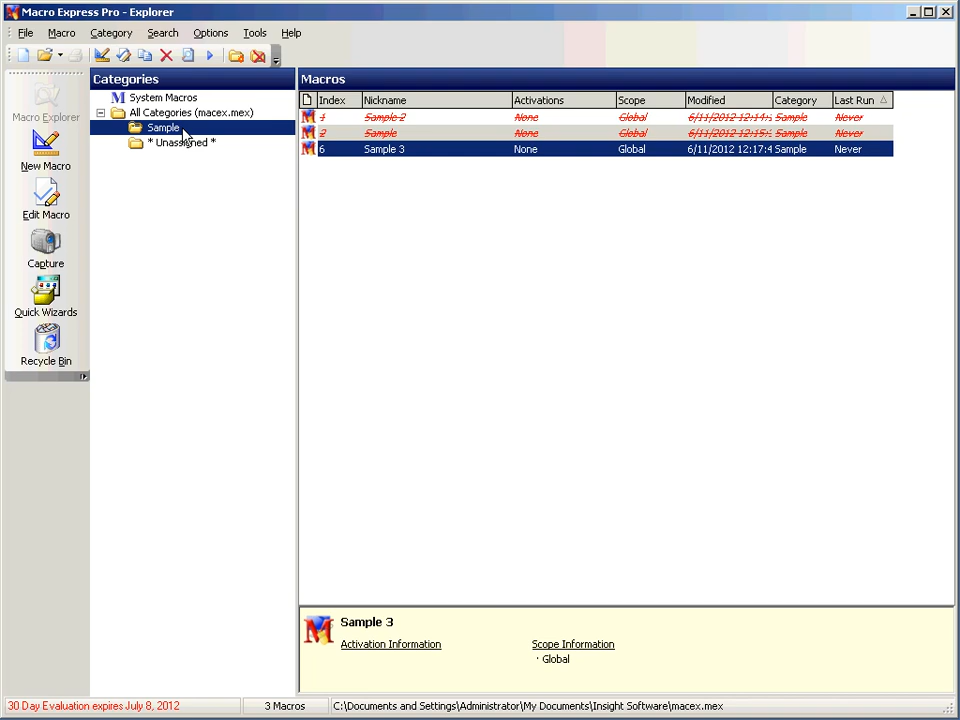 Macro Express Pro - Explorer
File Macro Category Search Options Tools Help
Macro Explorer
New Macro
Edit Macro
Capture
Quick Wizards
Recycle Bin
Categories
M System Macros
All Categories (macex.mex)
Sample
* Unassigned *
Macros
Index Nickname Activations Scope Modified Category Last Run
1 Sample 2 None Global 6/11/2012 12:14: Sample Never
2 Sample None Global 6/11/2012 12:15: Sample Never
6 Sample 3 None Global 6/11/2012 12:17:4 Sample Never
Sample 3
Activation Information
Scope Information
· Global
30 Day Evaluation expires July 8, 2012
3 Macros
C:\Documents and Settings\Administrator\My Documents\Insight Software\macex.mex